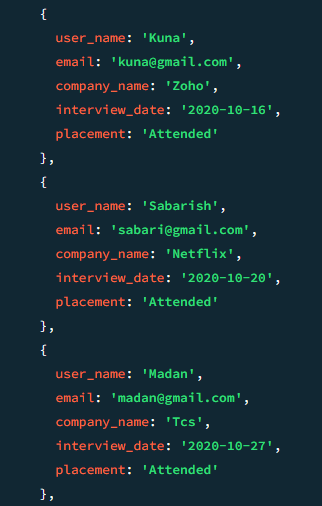 {
user_name: 'Kuna',
email: 'kuna@gmail.com',
company_name: 'Zoho',
interview_date: '2020-10-16',
placement: 'Attended'
},
{
user_name: 'Sabarish',
email: 'sabari@gmail.com',
company_name: 'Netflix',
interview_date: '2020-10-20',
placement: 'Attended'
},
{
user_name: 'Madan',
email: 'madan@gmail.com',
company_name: 'Tcs',
interview_date: '2020-10-27',
placement: 'Attended'
},